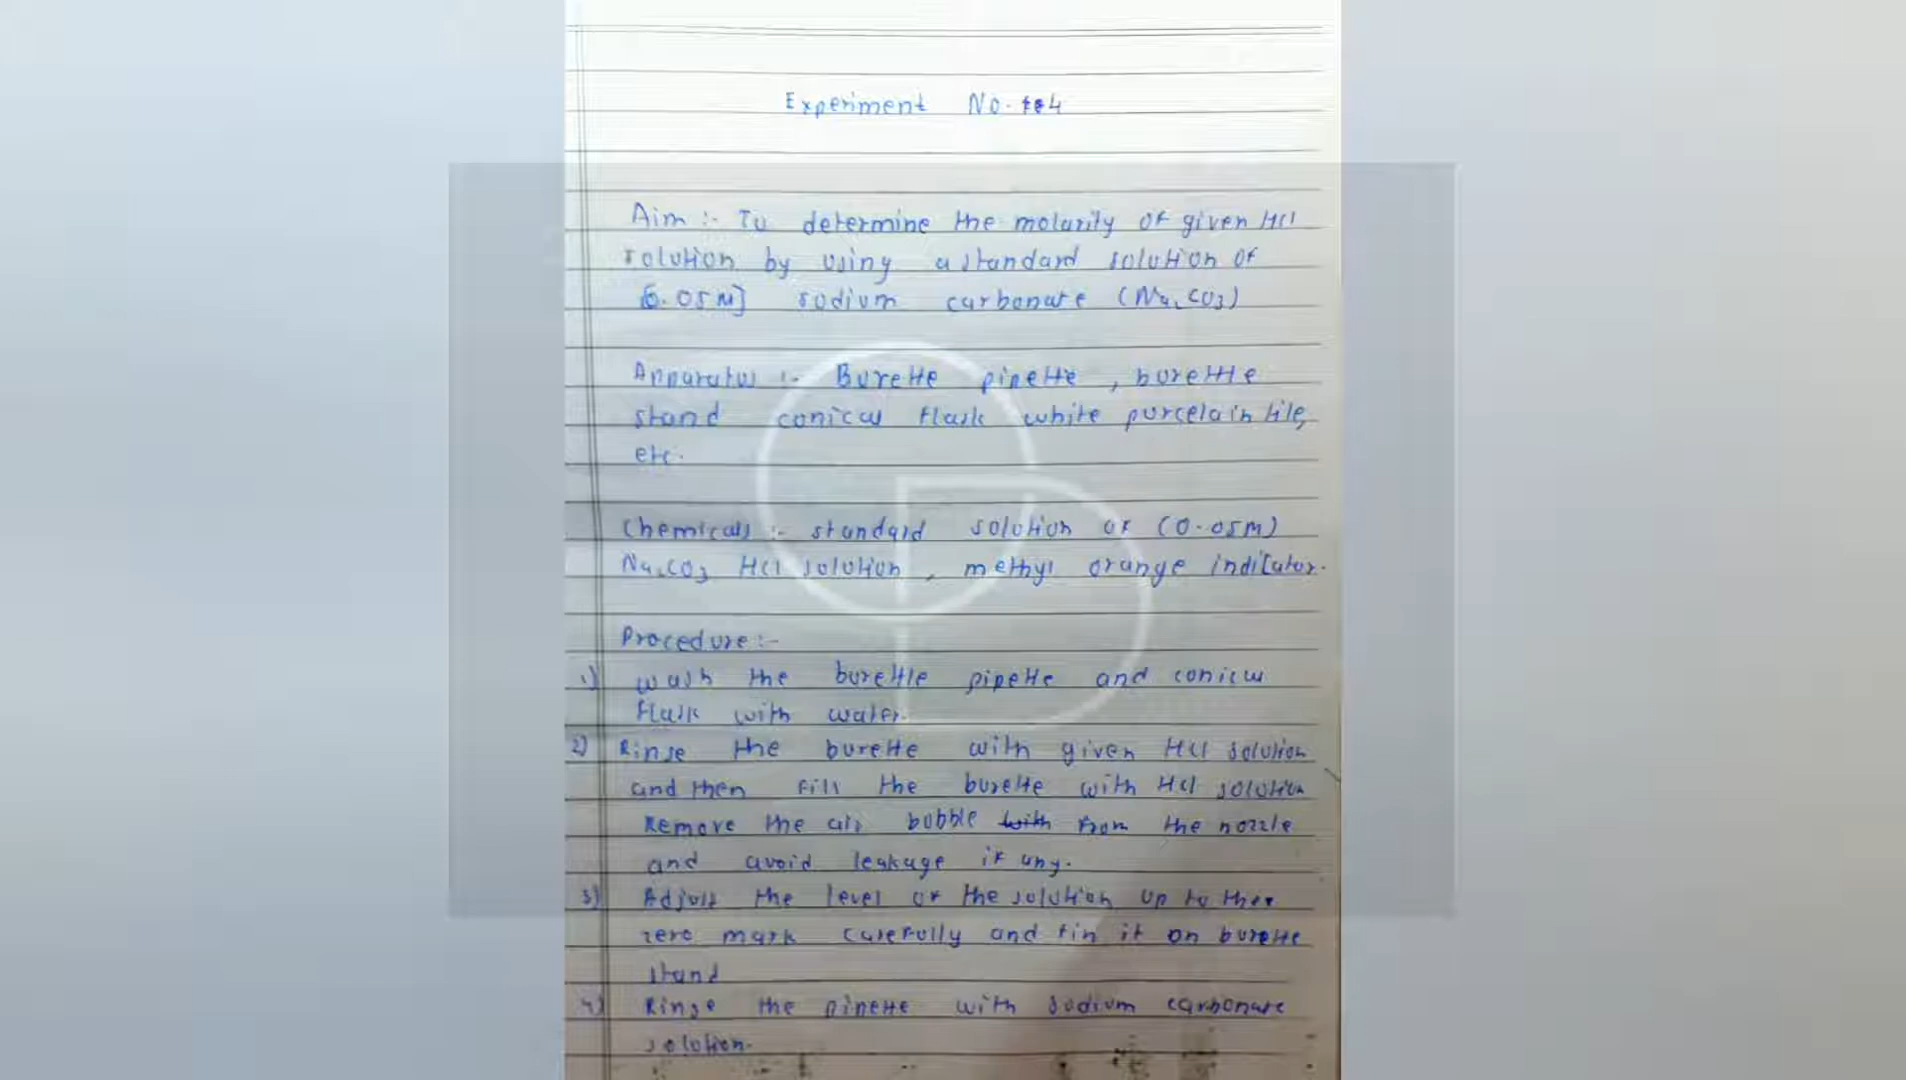 Experiment No. 4
Aim :- To determine the molarity of given HCl
solution by using a standard solution of
[0.05M] sodium carbonate (Na2CO3)
Apparatus :- Burette pipette, burette
stand conical flask white purcelain tile,
etc.
Chemicals :- standard solution of (0.05M)
Na2CO3 HCl solution, methyl orange indicator.
Procedure :-
1) wash the burette pipette and conical
flask with water.
2) Rinse the burette with given HCl solution
and then fill the burette with HCl solution
Remove the air bubble with from the nozzle
and avoid leakage if any.
3) Adjust the level of the solution up to the
zero mark carefully and fin it on burette
stand
4) Rinse the pipette with sodium carbonate
solution.